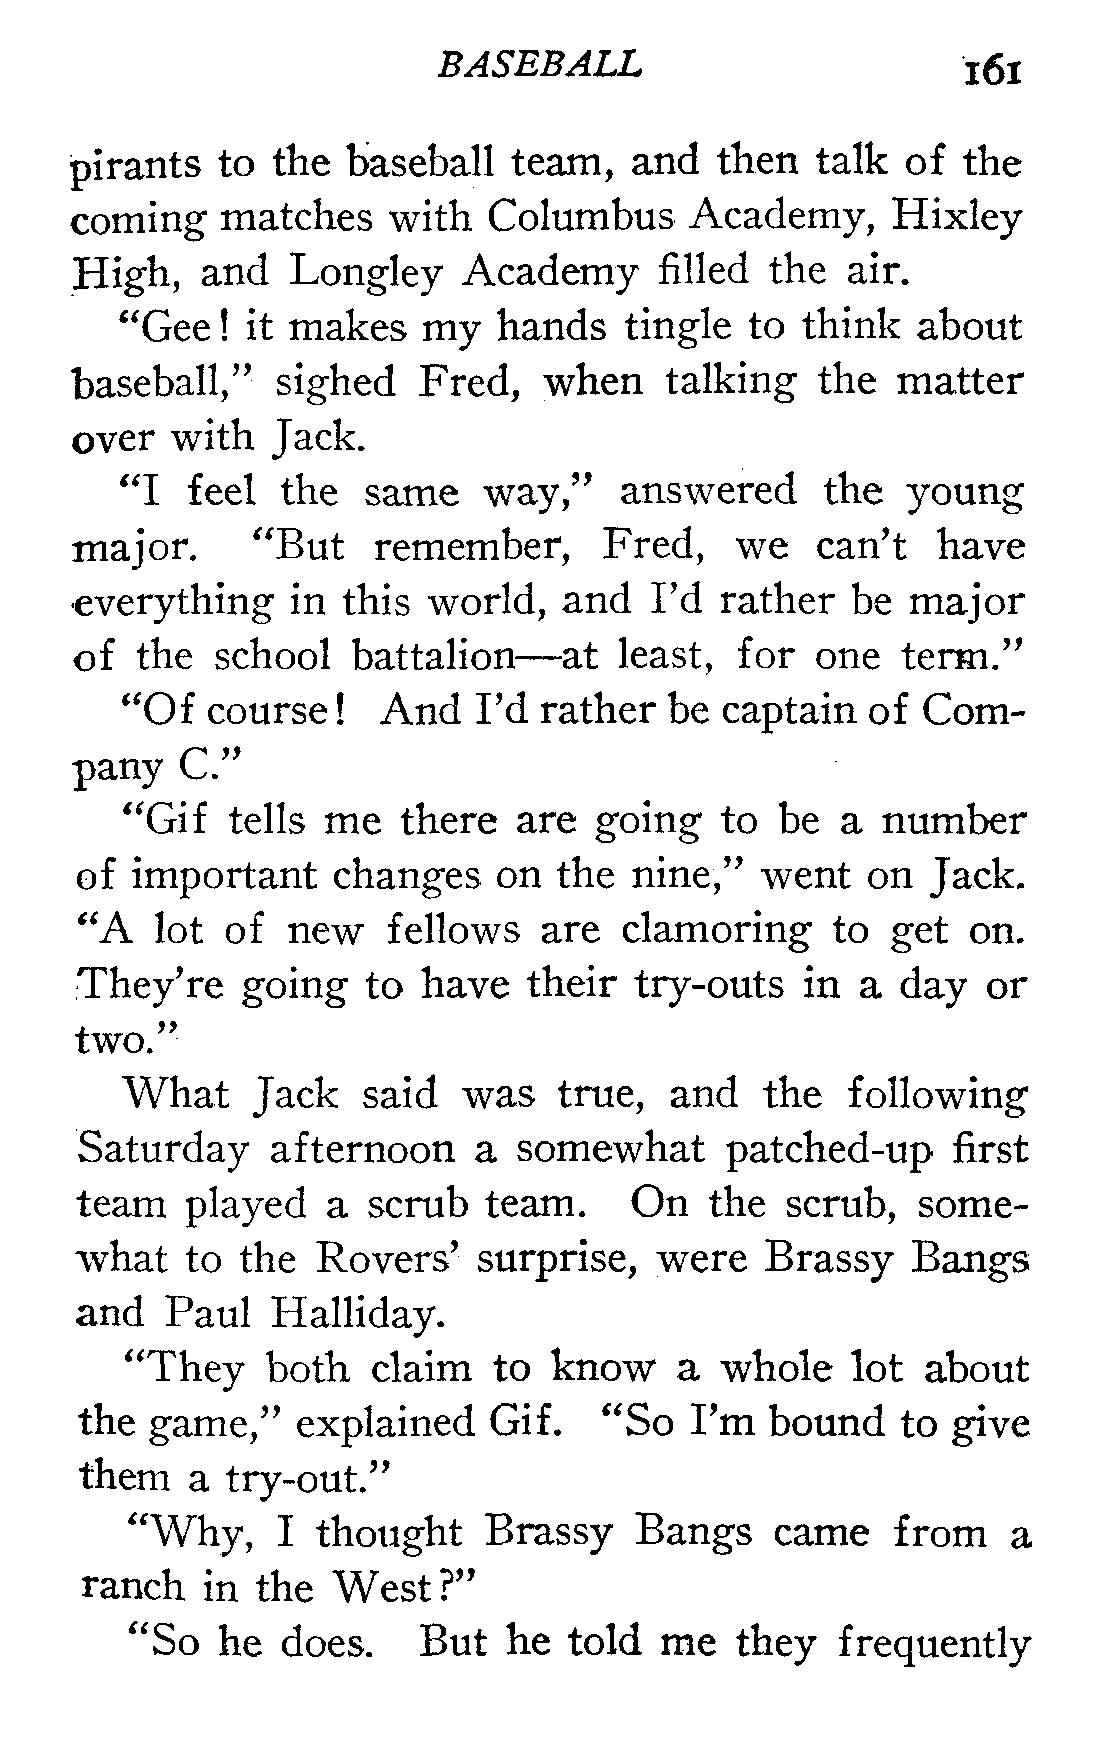 BASEBALL 161
pirants to the baseball team, and then talk of the
coming matches with Columbus Academy, Hixley
High, and Longley Academy filled the air.
“Gee! it makes my hands tingle to think about
baseball,” sighed Fred, when talking the matter
over with Jack.
“I feel the same way,” answered the young
major. “But remember, Fred, we can’t have
everything in this world, and I’d rather be major
of the school battalion—at least, for one term.”
“Of course! And I’d rather be captain of Com-
pany C.”
“Gif tells me there are going to be a number
of important changes on the nine,” went on Jack.
“A lot of new fellows are clamoring to get on.
They’re going to have their try-outs in a day or
two.”
What Jack said was true, and the following
Saturday afternoon a somewhat patched-up first
team played a scrub team. On the scrub, some-
what to the Rovers’ surprise, were Brassy Bangs
and Paul Halliday.
“They both claim to know a whole lot about
the game,” explained Gif. “So I’m bound to give
them a try-out.”
“Why, I thought Brassy Bangs came from a
ranch in the West?”
“So he does. But he told me they frequently